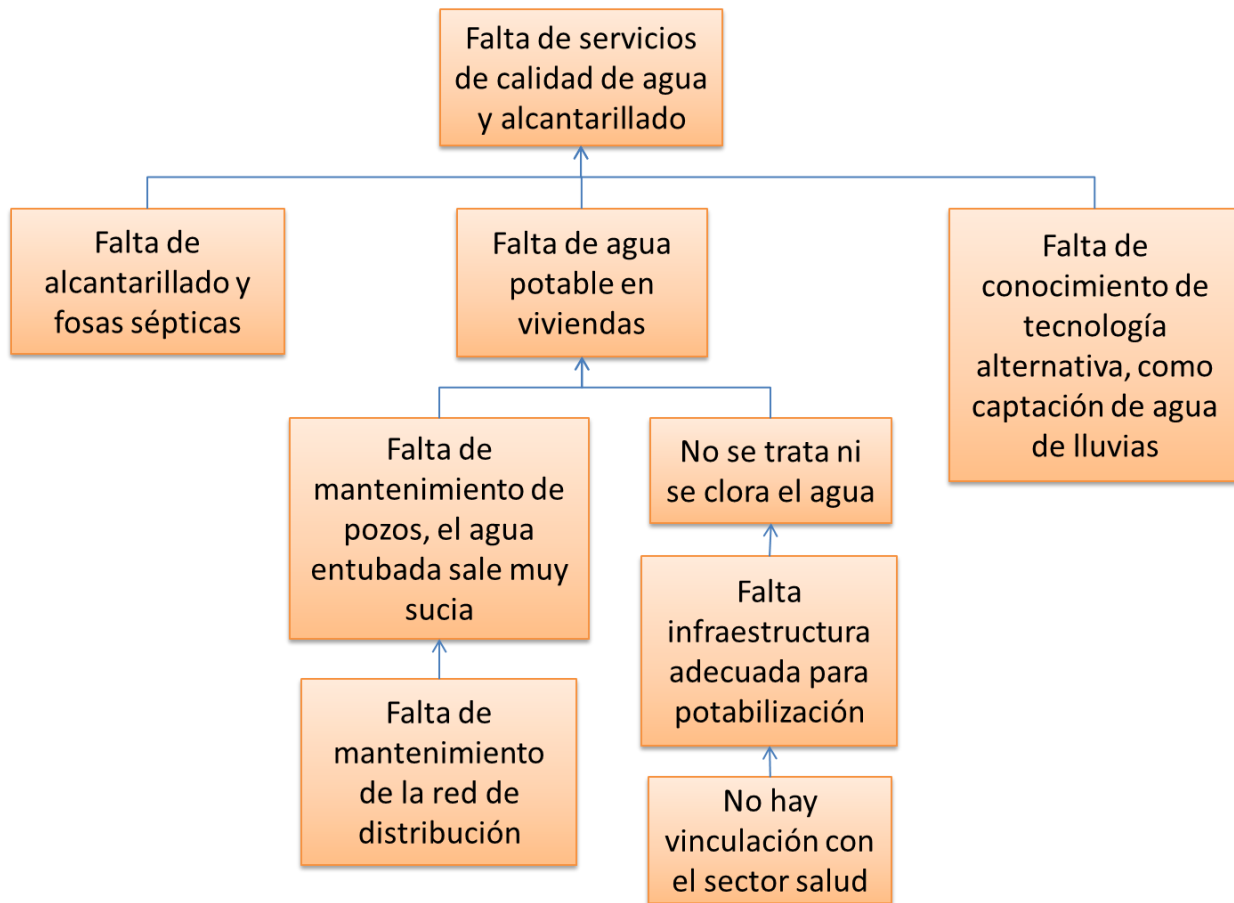 Falta de servicios
de calidad de agua
y alcantarillado
Falta de
alcantarillado y
fosas sépticas
Falta de agua
potable en
viviendas
Falta de
conocimiento de
tecnología
alternativa, como
captación de agua
de lluvias
Falta de
mantenimiento de
pozos, el agua
entubada sale muy
sucia
No se trata ni
se clora el agua
Falta
infraestructura
adecuada para
potabilización
Falta de
mantenimiento
de la red de
distribución
No hay
vinculación con
el sector salud